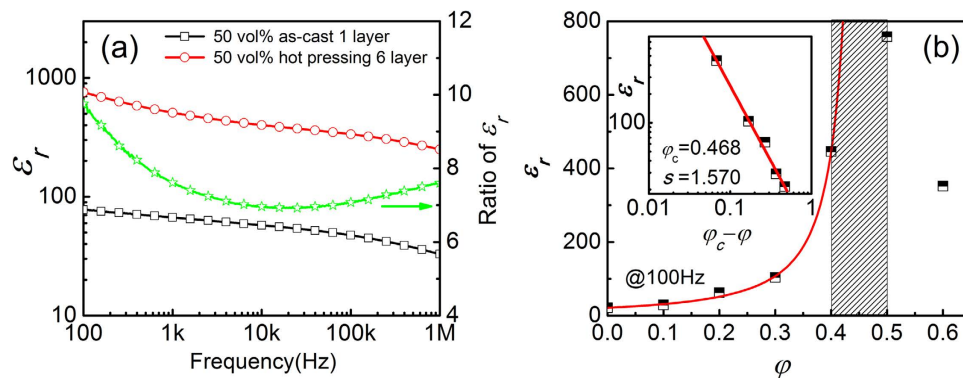 (a)
50 vol% as-cast 1 layer
50 vol% hot pressing 6 layer
1000
100
10
εr
12
10
8
6
4
Ratio of εr
100 1k 10k 100k 1M
Frequency(Hz)
(b)
800
600
400
200
0
εr
εr
100
φc=0.468
s=1.570
0.01 0.1 1
φc−φ
@100Hz
0.0 0.1 0.2 0.3 0.4 0.5 0.6
φ